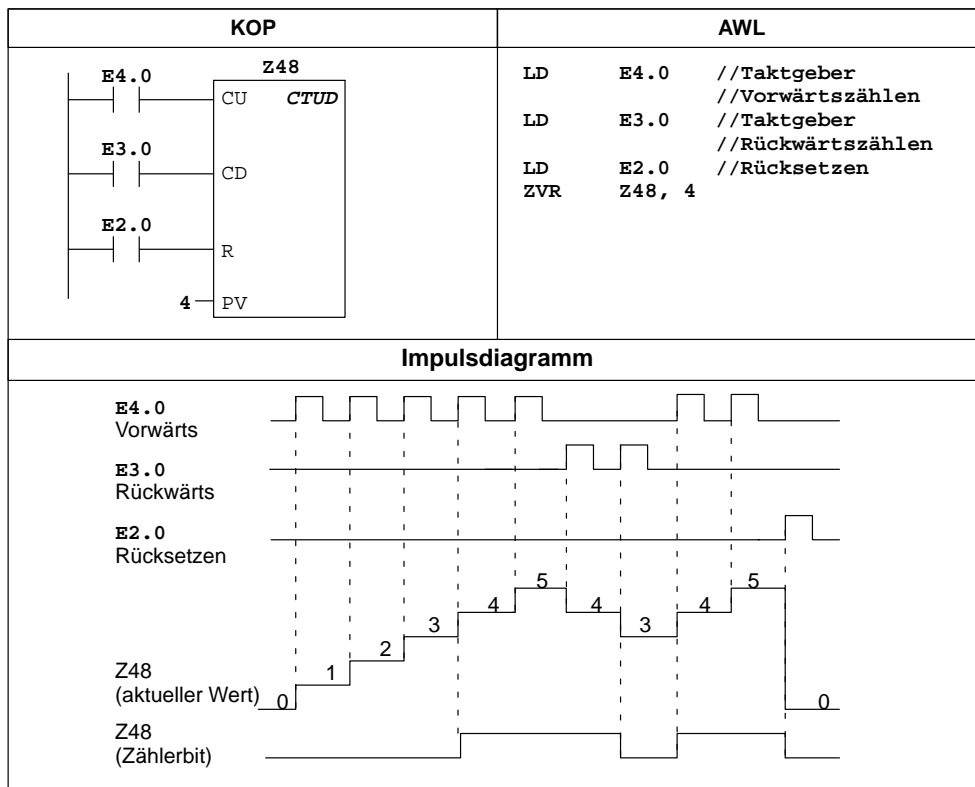 KOP
AWL
Z48
E4.0
CU CTUD
E3.0
CD
E2.0
R
4 PV
LD E4.0 //Taktgeber
//Vorwärtszählen
LD E3.0 //Taktgeber
//Rückwärtszählen
LD E2.0 //Rücksetzen
ZVR Z48, 4
Impulsdiagramm
E4.0
Vorwärts
E3.0
Rückwärts
E2.0
Rücksetzen
Z48
(aktueller Wert)
0 1 2 3 4 5 4 3 4 5 0
Z48
(Zählerbit)